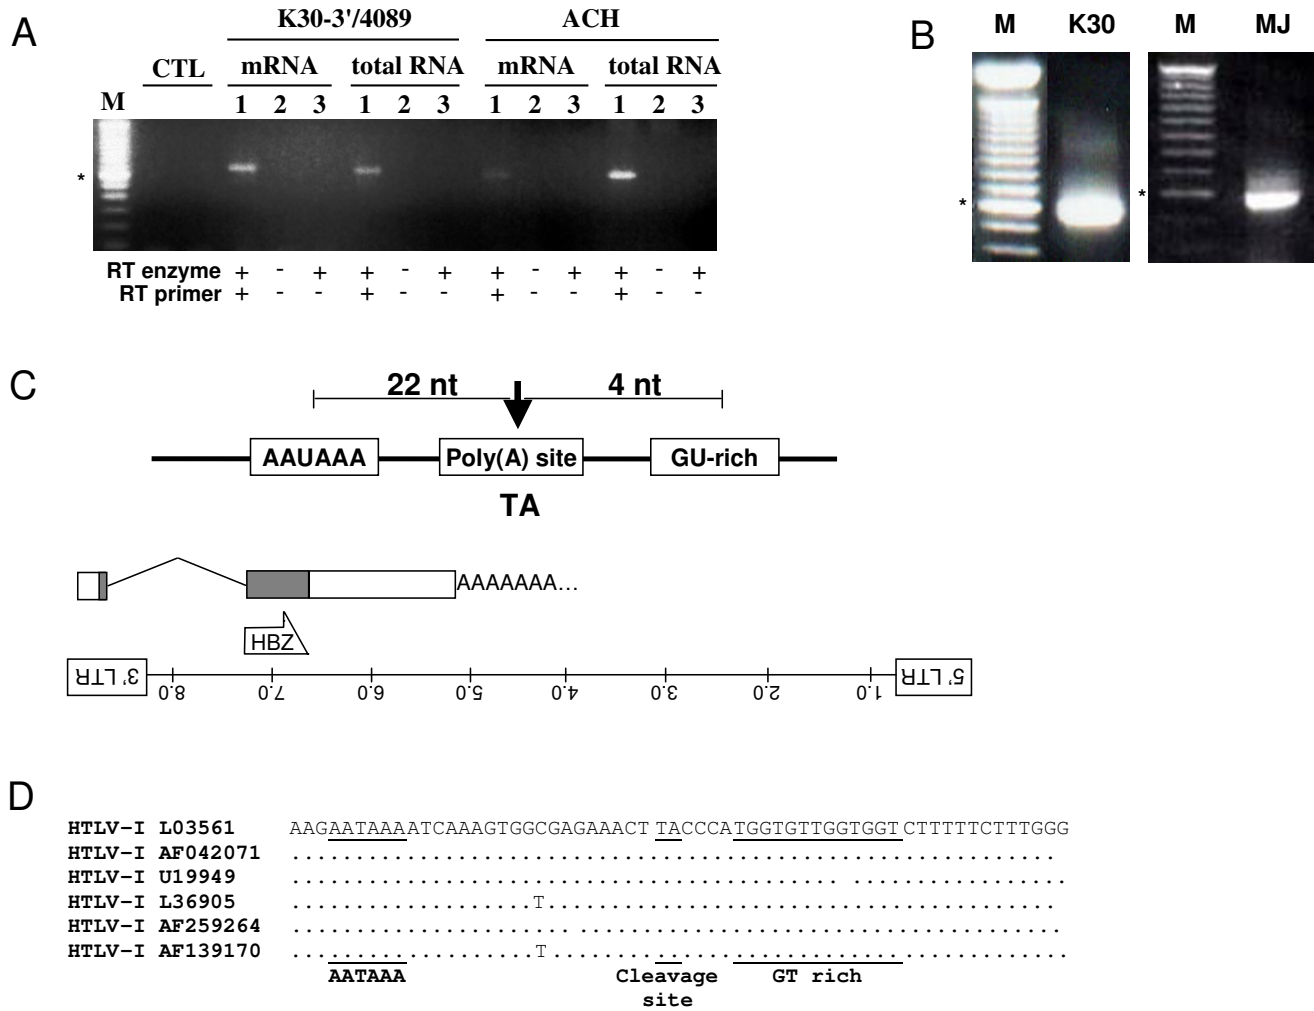 A
K30-3'/4089 ACH
CTL mRNA total RNA mRNA total RNA
M 1 2 3 1 2 3 1 2 3 1 2 3
*
RT enzyme + - + + - + + - + + - +
RT primer + - - + - - + - - + - -
B
M K30 M MJ
* *
C
22 nt 4 nt
AAUAAA Poly(A) site GU-rich
TA
AAAAAAA...
HBZ
3' LTR 8.0 7.0 6.0 5.0 4.0 3.0 2.0 1.0 5' LTR
D
HTLV-I L03561 AAGAATAAAATCAAAGTGGCGAGAAACT TACCCATGGTGTTGGTGGT CTTTTTCTTTGGG
HTLV-I AF042071 ...........................................................
HTLV-I U19949 .......................................... .................
HTLV-I L36905 ...................T........................................
HTLV-I AF259264 ..................... ......................................
HTLV-I AF139170 ...................T........................................
AATAAA Cleavage GT rich
site